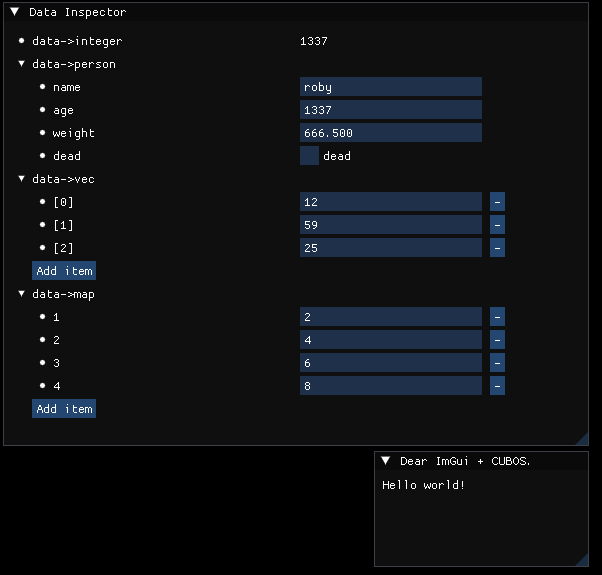 Data Inspector
data->integer 1337
data->person
name roby
age 1337
weight 666.500
dead dead
data->vec
[0] 12 -
[1] 59 -
[2] 25 -
Add item
data->map
1 2 -
2 4 -
3 6 -
4 8 -
Add item
Dear ImGui + CUBOS.
Hello world!